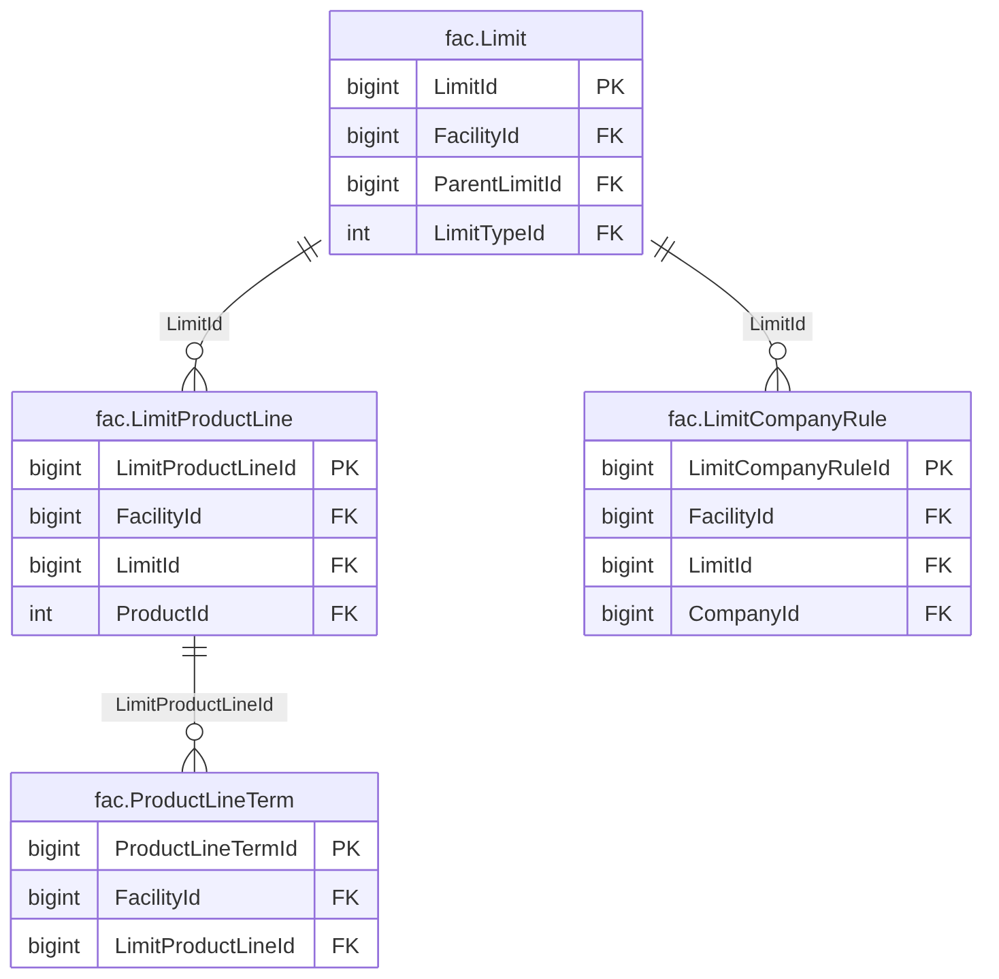 fac.Limit
bigint LimitId PK
bigint FacilityId FK
bigint ParentLimitId FK
int LimitTypeId FK
LimitId
LimitId
fac.LimitProductLine
bigint LimitProductLineId PK
bigint FacilityId FK
bigint LimitId FK
int ProductId FK
fac.LimitCompanyRule
bigint LimitCompanyRuleId PK
bigint FacilityId FK
bigint LimitId FK
bigint CompanyId FK
LimitProductLineId
fac.ProductLineTerm
bigint ProductLineTermId PK
bigint FacilityId FK
bigint LimitProductLineId FK